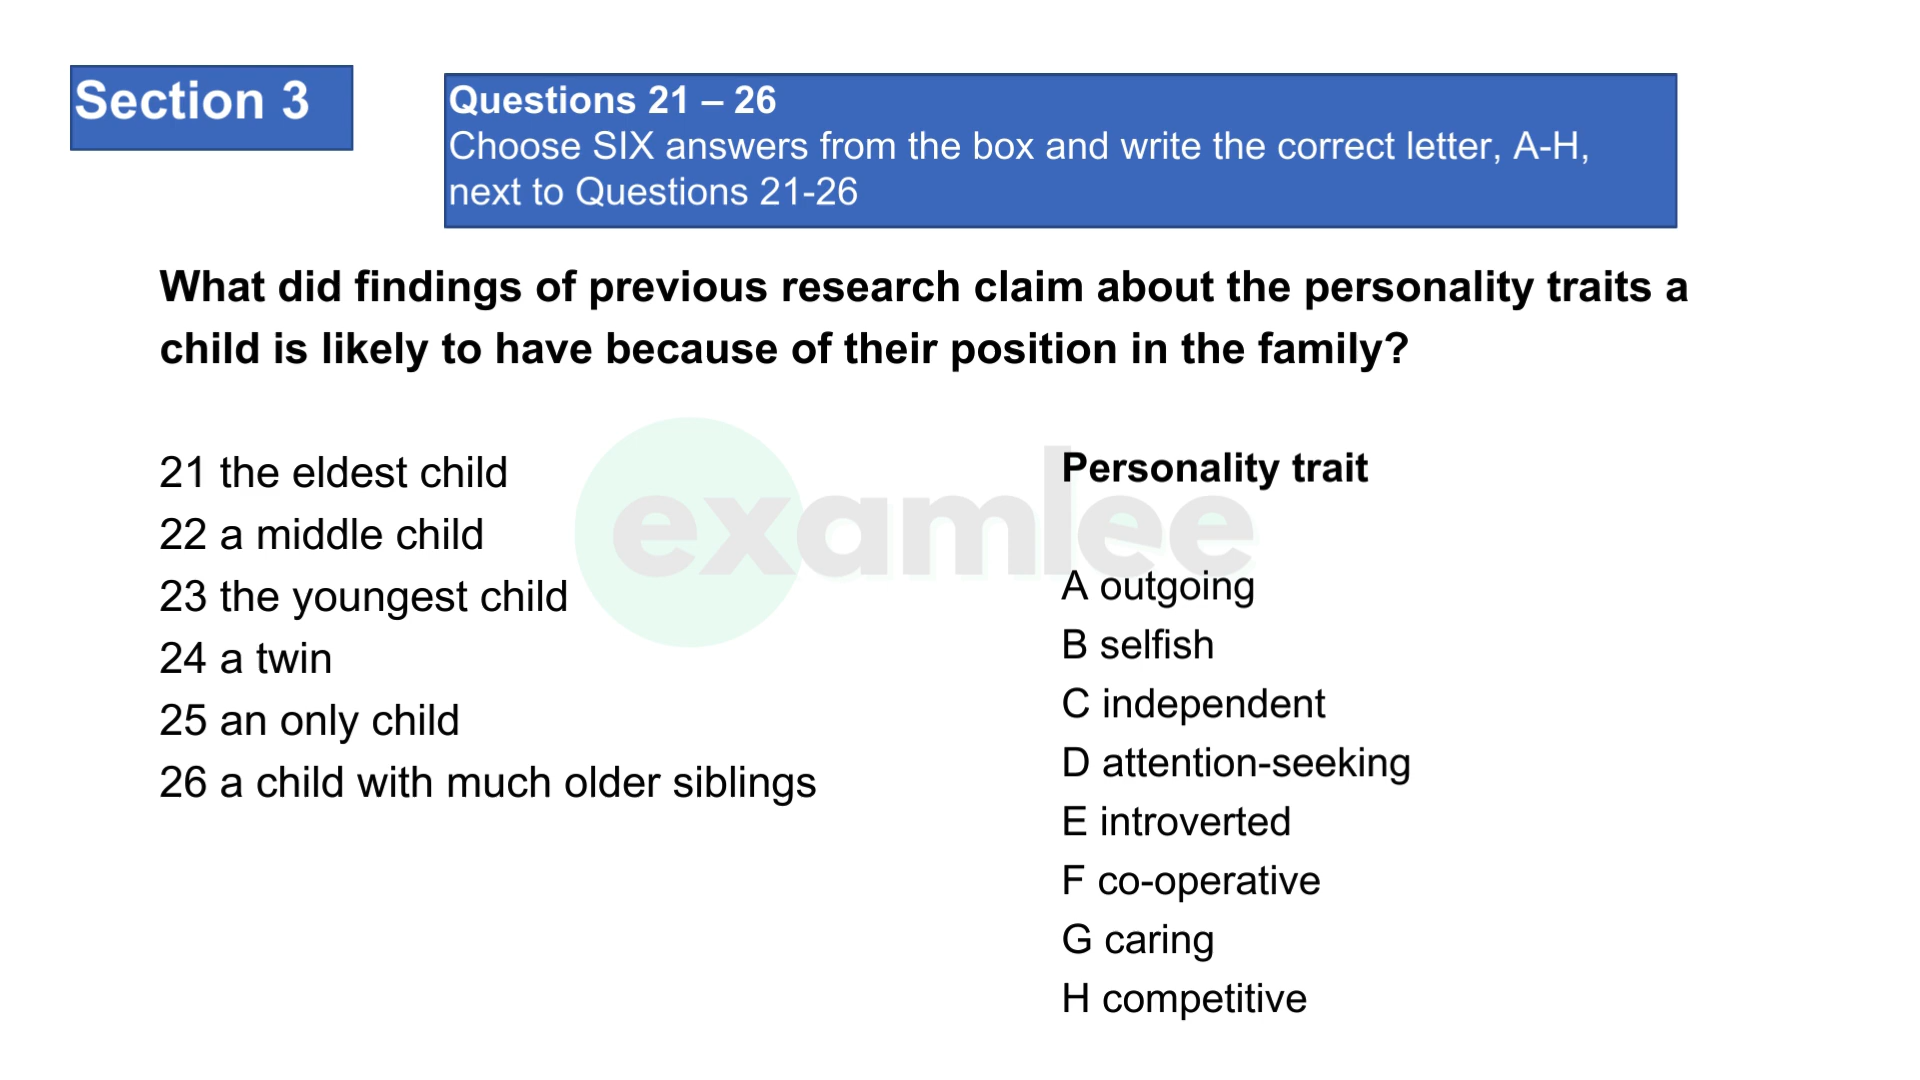 Section 3
Questions 21 – 26
Choose SIX answers from the box and write the correct letter, A-H,
next to Questions 21-26
What did findings of previous research claim about the personality traits a
child is likely to have because of their position in the family?
examlee
21 the eldest child
22 a middle child
23 the youngest child
24 a twin
25 an only child
26 a child with much older siblings
Personality trait
A outgoing
B selfish
C independent
D attention-seeking
E introverted
F co-operative
G caring
H competitive